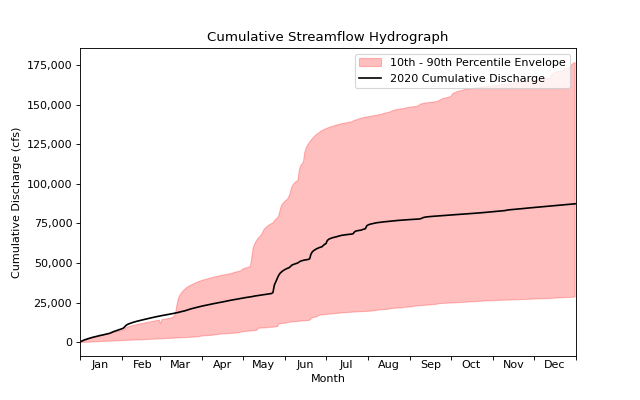 Cumulative Streamflow Hydrograph
10th - 90th Percentile Envelope
2020 Cumulative Discharge
Cumulative Discharge (cfs)
175,000
150,000
125,000
100,000
75,000
50,000
25,000
0
Jan Feb Mar Apr May Jun Jul Aug Sep Oct Nov Dec
Month